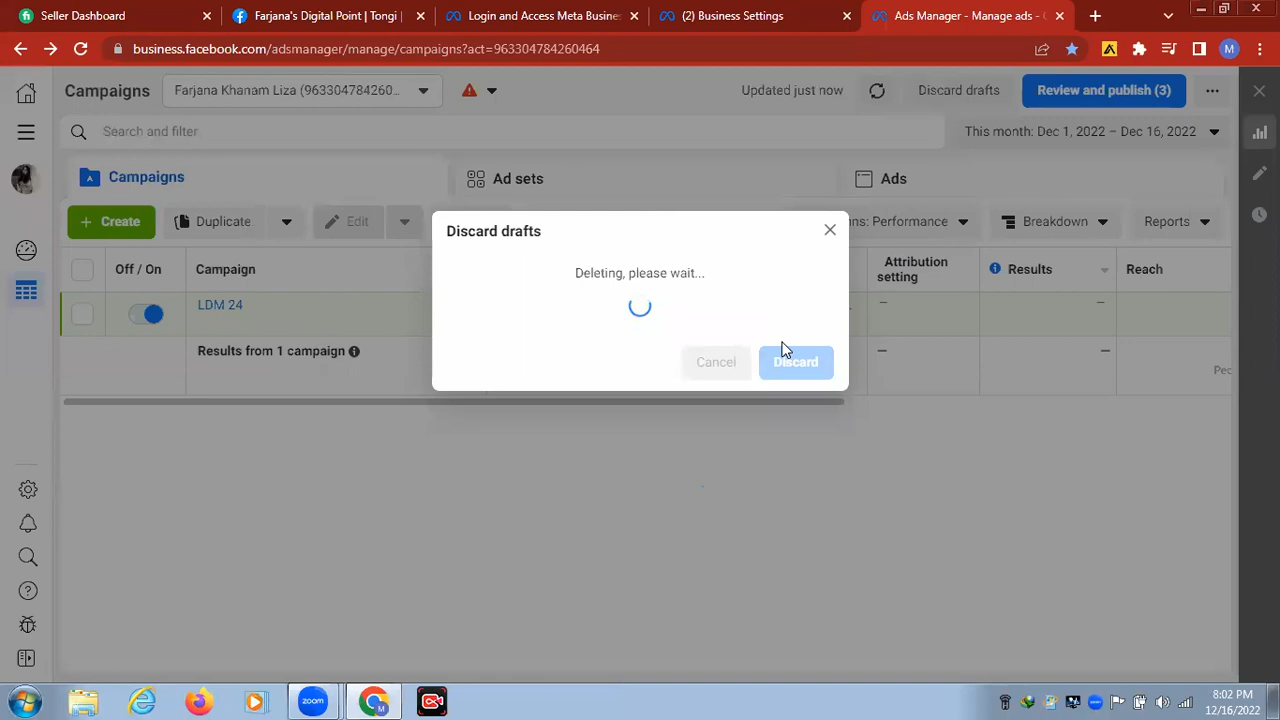 Seller Dashboard
Farjana's Digital Point | Tongi |
Login and Access Meta Busine
(2) Business Settings
Ads Manager - Manage ads - C
business.facebook.com/adsmanager/manage/campaigns?act=963304784260464
M
Campaigns
Farjana Khanam Liza (963304784260...
Updated just now
Discard drafts
Review and publish (3)
Search and filter
This month: Dec 1, 2022 – Dec 16, 2022
Campaigns
Ad sets
Ads
+ Create
Duplicate
Edit
ns: Performance
Breakdown
Reports
Discard drafts
Deleting, please wait...
Cancel
Discard
Off / On
Campaign
Attribution
setting
Results
Reach
LDM 24
–
–
Results from 1 campaign
–
–
Peo
zoom
M
8:02 PM
12/16/2022